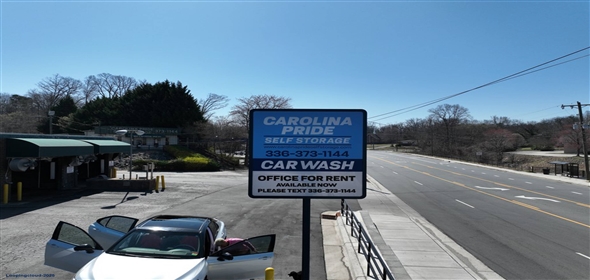 CAROLINA
PRIDE
SELF STORAGE
336-373-1144
CAR WASH
OFFICE FOR RENT
AVAILABLE NOW
PLEASE TEXT 336-373-1144